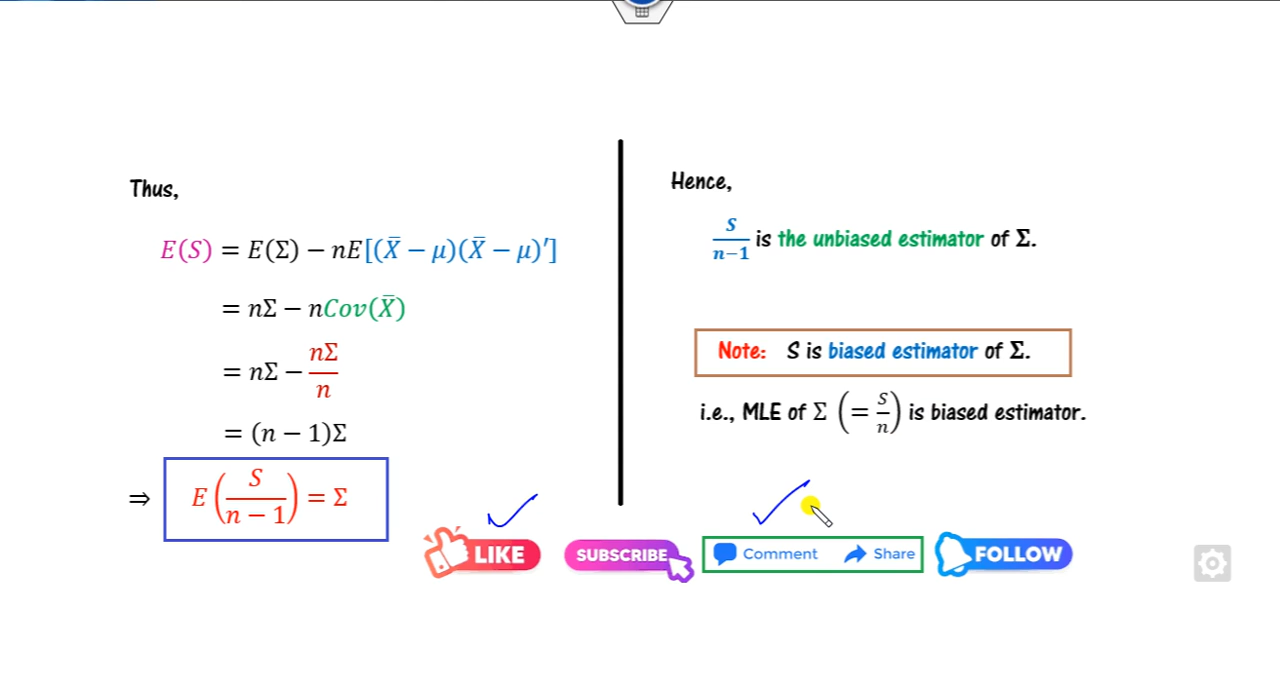 Thus,
E(S) = E(Σ) − nE[(X̄ − μ)(X̄ − μ)′]
= nΣ − nCov(X̄)
= nΣ − nΣ/n
= (n − 1)Σ
⇒ E(S/(n − 1)) = Σ
Hence,
S/(n−1) is the unbiased estimator of Σ.
Note: S is biased estimator of Σ.
i.e., MLE of Σ (= S/n) is biased estimator.
LIKE
SUBSCRIBE
Comment Share
FOLLOW